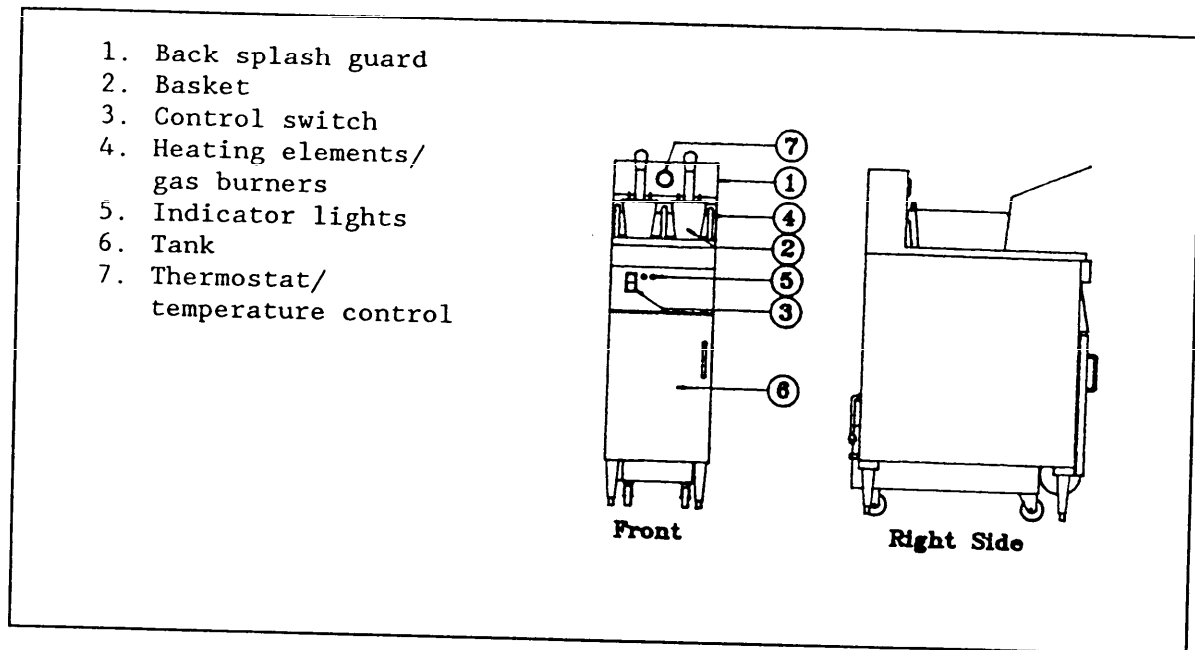 1. Back splash guard
2. Basket
3. Control switch
4. Heating elements/
gas burners
5. Indicator lights
6. Tank
7. Thermostat/
temperature control
7
1
4
2
5
3
6
Front
Right Side